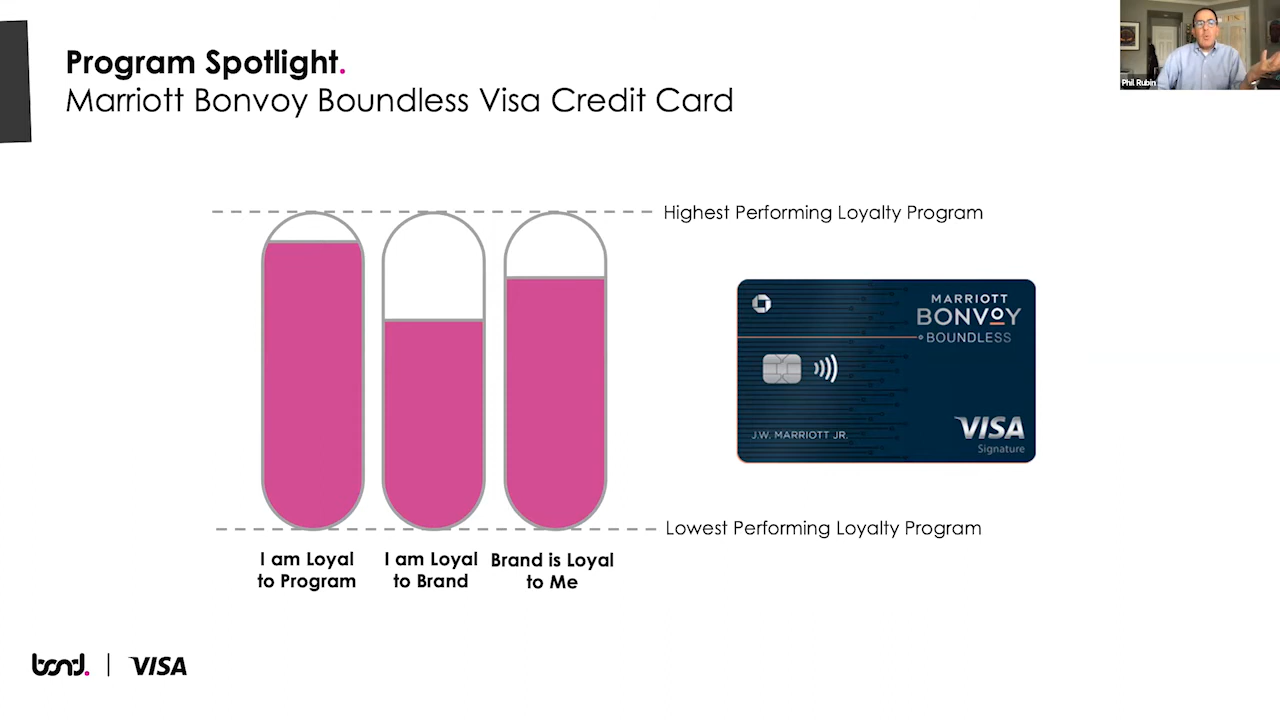 Program Spotlight.
Marriott Bonvoy Boundless Visa Credit Card
Phil Rubin
Highest Performing Loyalty Program
MARRIOTT
BONVOY
BOUNDLESS
J.W. MARRIOTT JR.
VISA
Signature
Lowest Performing Loyalty Program
I am Loyal
to Program
I am Loyal
to Brand
Brand is Loyal
to Me
bond. | VISA